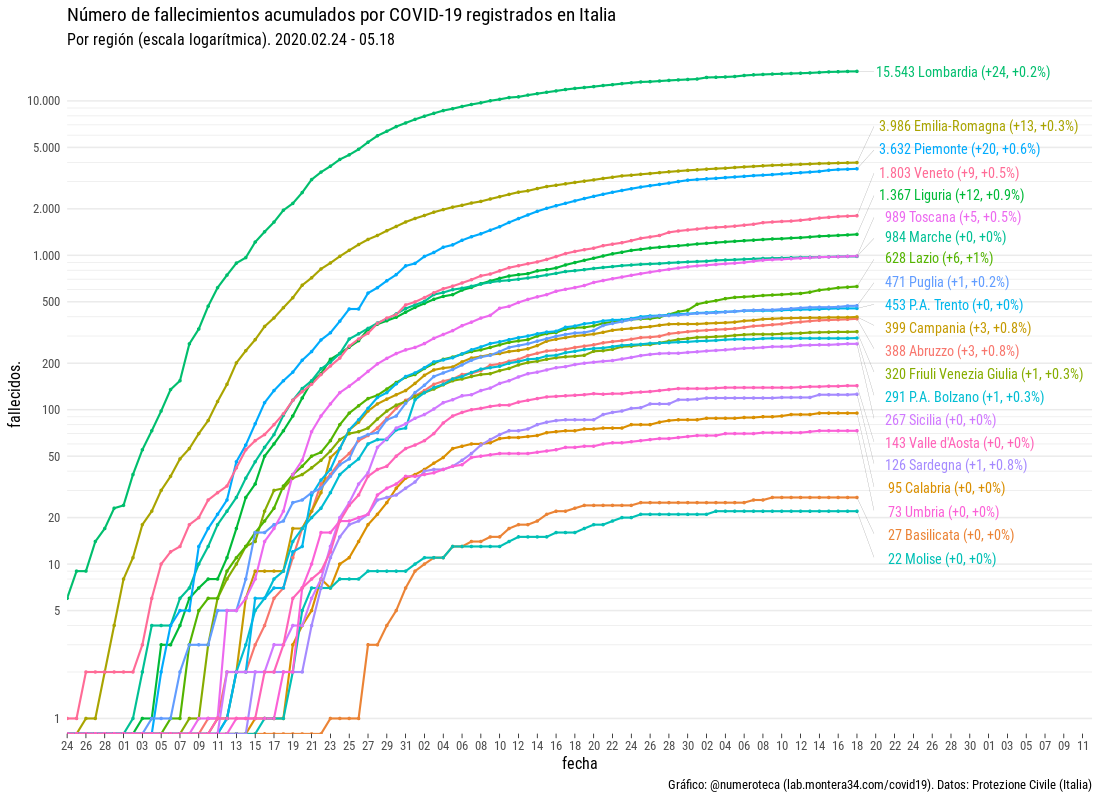 Número de fallecimientos acumulados por COVID-19 registrados en Italia
Por región (escala logarítmica). 2020.02.24 - 05.18
15.543 Lombardia (+24, +0.2%)
10.000
3.986 Emilia-Romagna (+13, +0.3%)
5.000
3.632 Piemonte (+20, +0.6%)
1.803 Veneto (+9, +0.5%)
1.367 Liguria (+12, +0.9%)
2.000
989 Toscana (+5, +0.5%)
984 Marche (+0, +0%)
1.000
628 Lazio (+6, +1%)
471 Puglia (+1, +0.2%)
500
453 P.A. Trento (+0, +0%)
399 Campania (+3, +0.8%)
388 Abruzzo (+3, +0.8%)
200
320 Friuli Venezia Giulia (+1, +0.3%)
291 P.A. Bolzano (+1, +0.3%)
100
267 Sicilia (+0, +0%)
143 Valle d'Aosta (+0, +0%)
50
126 Sardegna (+1, +0.8%)
95 Calabria (+0, +0%)
73 Umbria (+0, +0%)
20
27 Basilicata (+0, +0%)
22 Molise (+0, +0%)
10
5
1
fallecidos.
24 26 28 01 03 05 07 09 11 13 15 17 19 21 23 25 27 29 31 02 04 06 08 10 12 14 16 18 20 22 24 26 28 30 02 04 06 08 10 12 14 16 18 20 22 24 26 28 30 01 03 05 07 09 11
fecha
Gráfico: @numeroteca (lab.montera34.com/covid19). Datos: Protezione Civile (Italia)